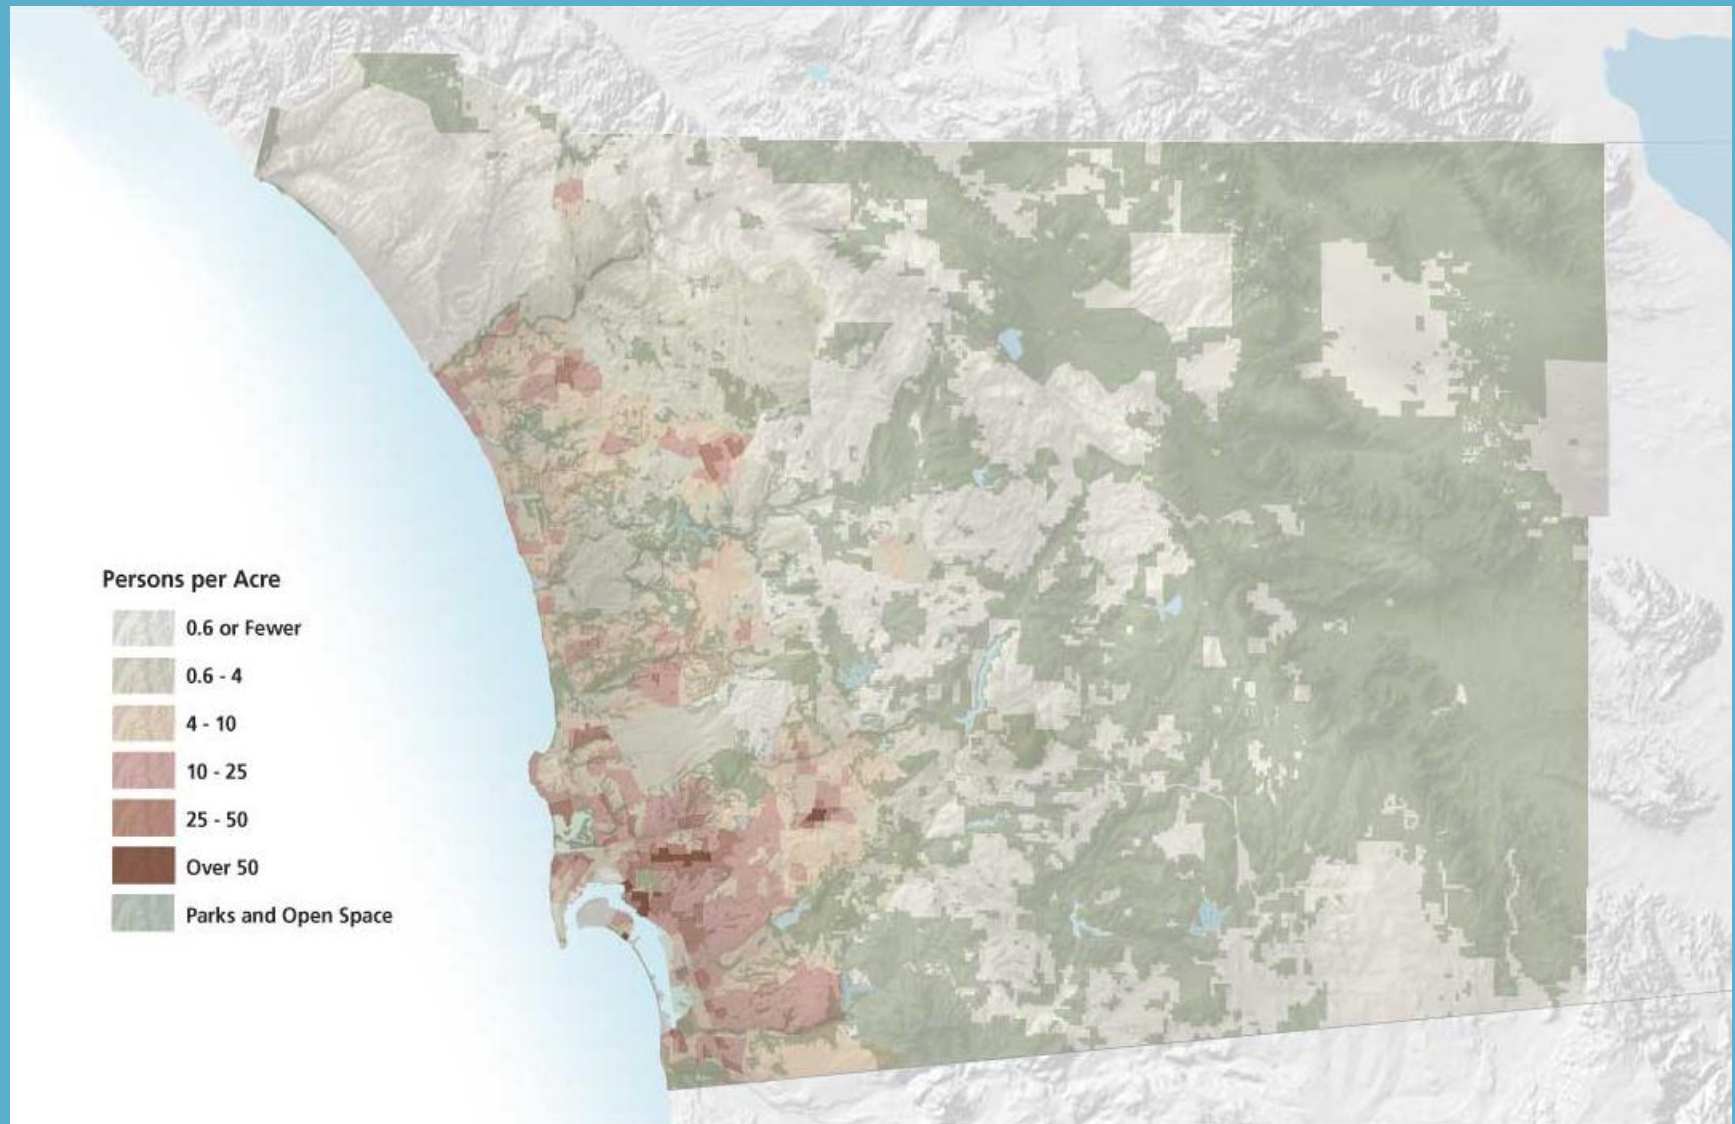 Persons per Acre
0.6 or Fewer
0.6 - 4
4 - 10
10 - 25
25 - 50
Over 50
Parks and Open Space